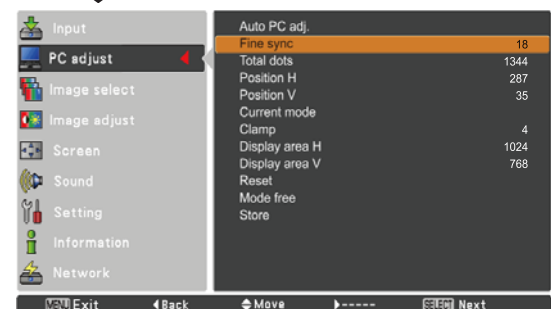 Input
PC adjust
Image select
Image adjust
Screen
Sound
Setting
Information
Network
Auto PC adj.
Fine sync 18
Total dots 1344
Position H 287
Position V 35
Current mode
Clamp 4
Display area H 1024
Display area V 768
Reset
Mode free
Store
MENU Exit Back Move ----- SELECT Next